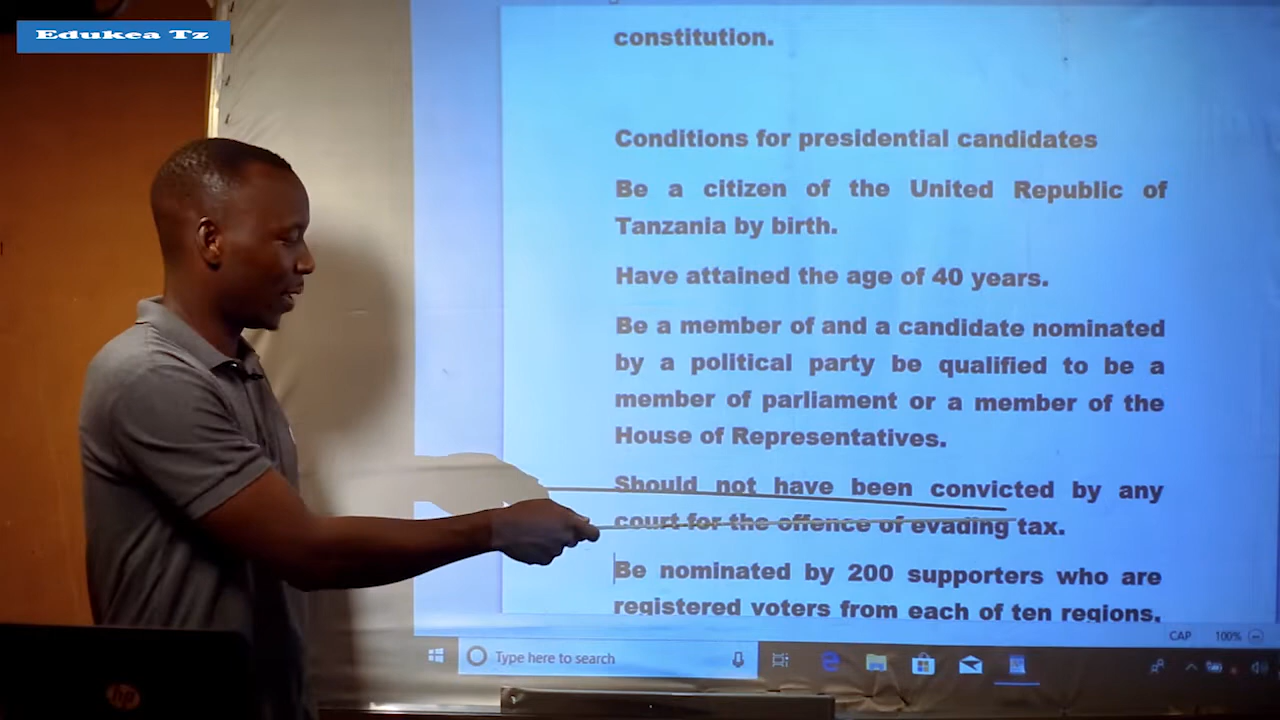 Edukea Tz
constitution.
Conditions for presidential candidates
Be a citizen of the United Republic of
Tanzania by birth.
Have attained the age of 40 years.
Be a member of and a candidate nominated
by a political party be qualified to be a
member of parliament or a member of the
House of Representatives.
Should not have been convicted by any
court for the offence of evading tax.
Be nominated by 200 supporters who are
registered voters from each of ten regions,
CAP 100%
Type here to search
hp